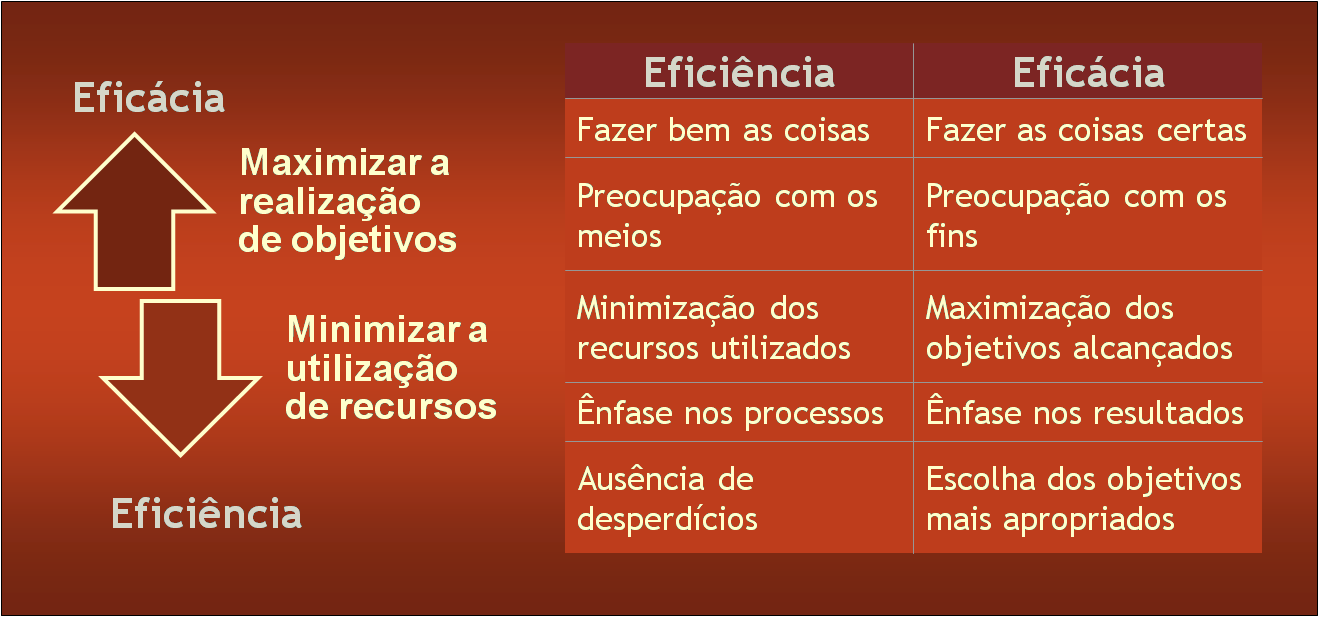 Eficácia
Maximizar a
realização
de objetivos
Minimizar a
utilização
de recursos
Eficiência
Eficiência
Eficácia
Fazer bem as coisas
Fazer as coisas certas
Preocupação com os
meios
Preocupação com os
fins
Minimização dos
recursos utilizados
Maximização dos
objetivos alcançados
Ênfase nos processos
Ênfase nos resultados
Ausência de
desperdícios
Escolha dos objetivos
mais apropriados